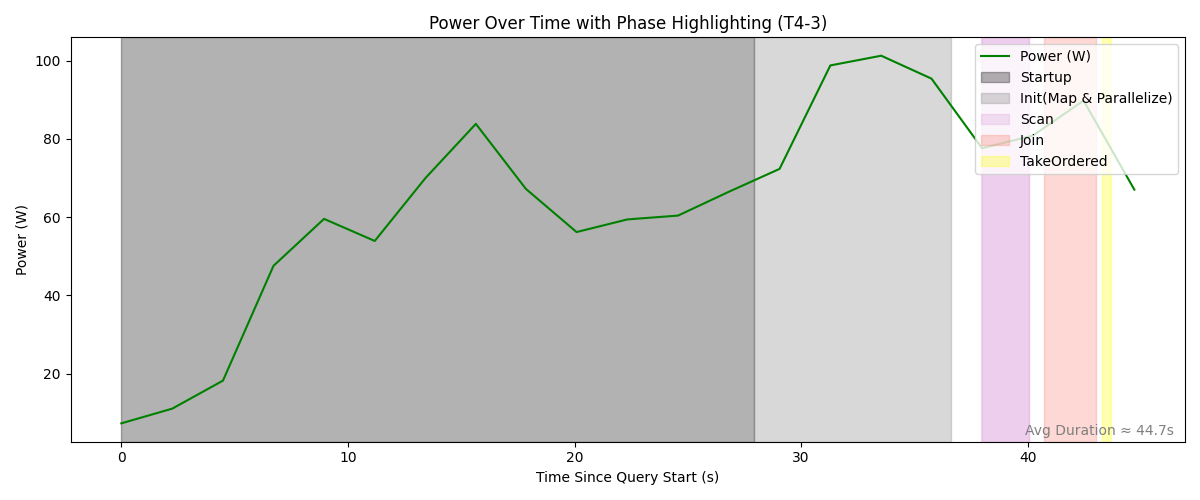 Power Over Time with Phase Highlighting (T4-3)
Power (W)
100
80
60
40
20
Power (W)
Startup
Init(Map & Parallelize)
Scan
Join
TakeOrdered
Avg Duration ≈ 44.7s
0
10
20
30
40
Time Since Query Start (s)